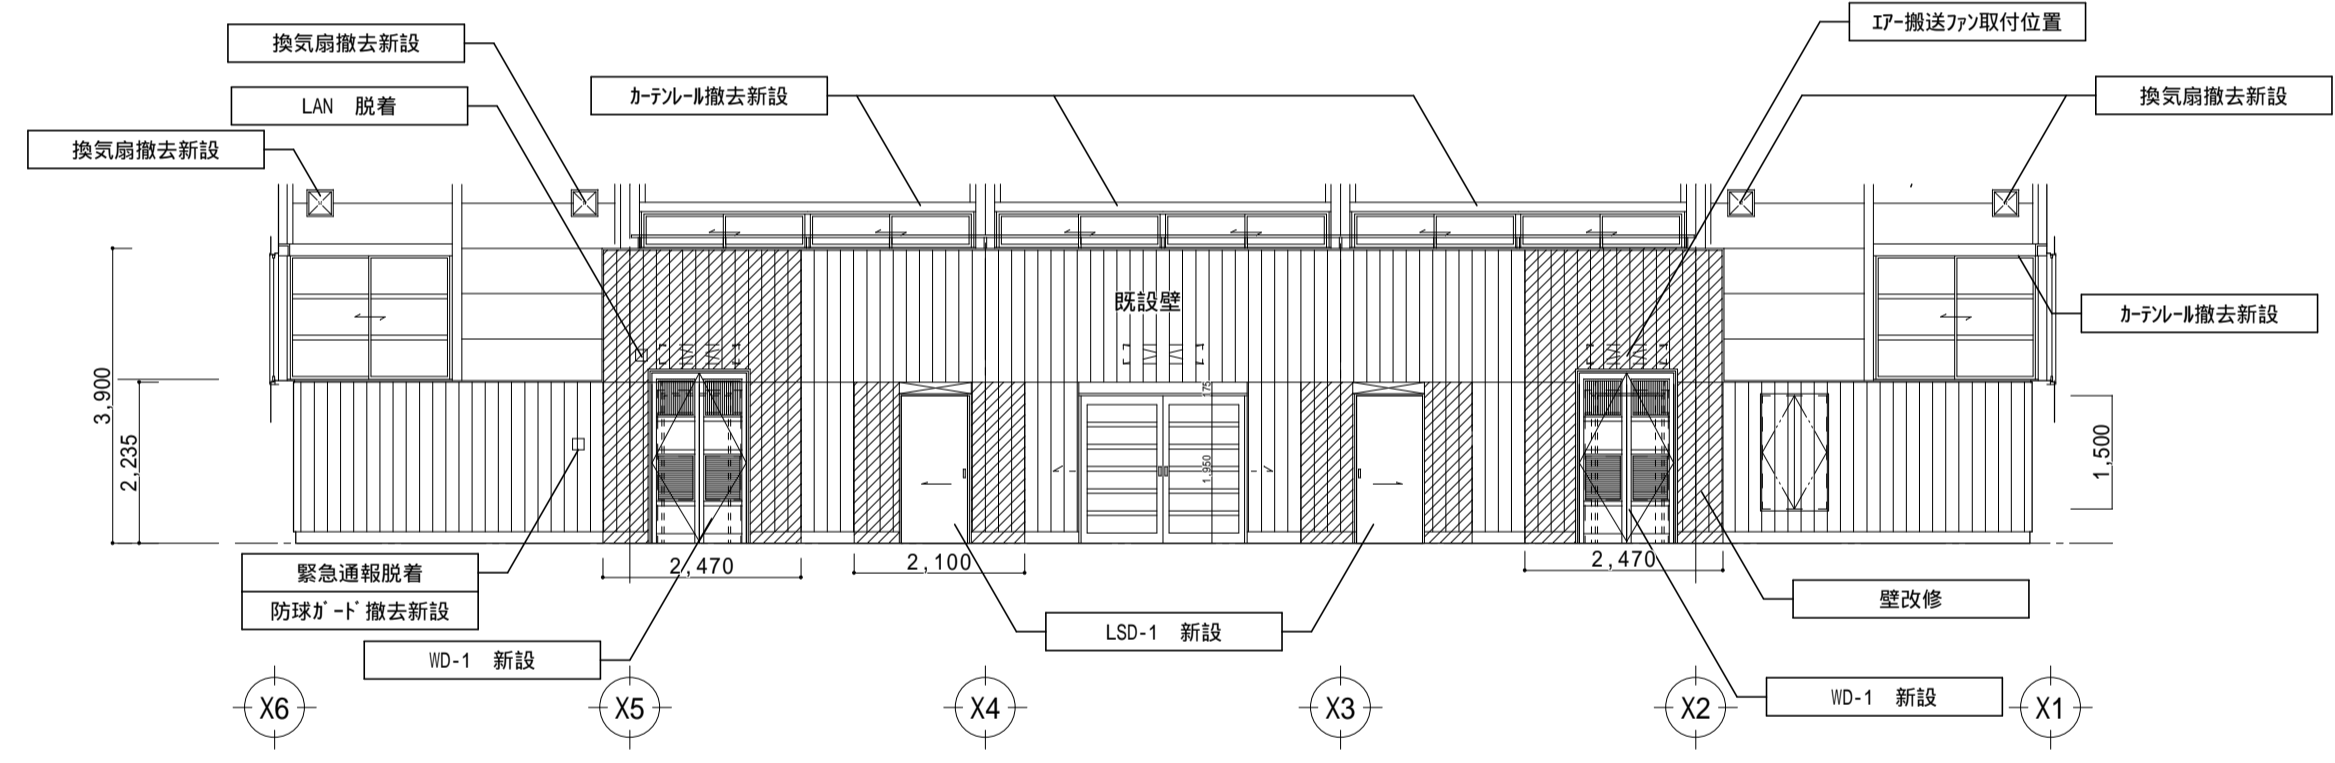 エアー搬送ファン取付位置
換気扇撤去新設
カーテンレール撤去新設
換気扇撤去新設
LAN 脱着
換気扇撤去新設
既設壁
カーテンレール撤去新設
3,900
2,235
175
1,950
1,500
2,470
2,100
2,470
緊急通報脱着
防球ガード撤去新設
壁改修
LSD-1 新設
WD-1 新設
WD-1 新設
X6
X5
X4
X3
X2
X1